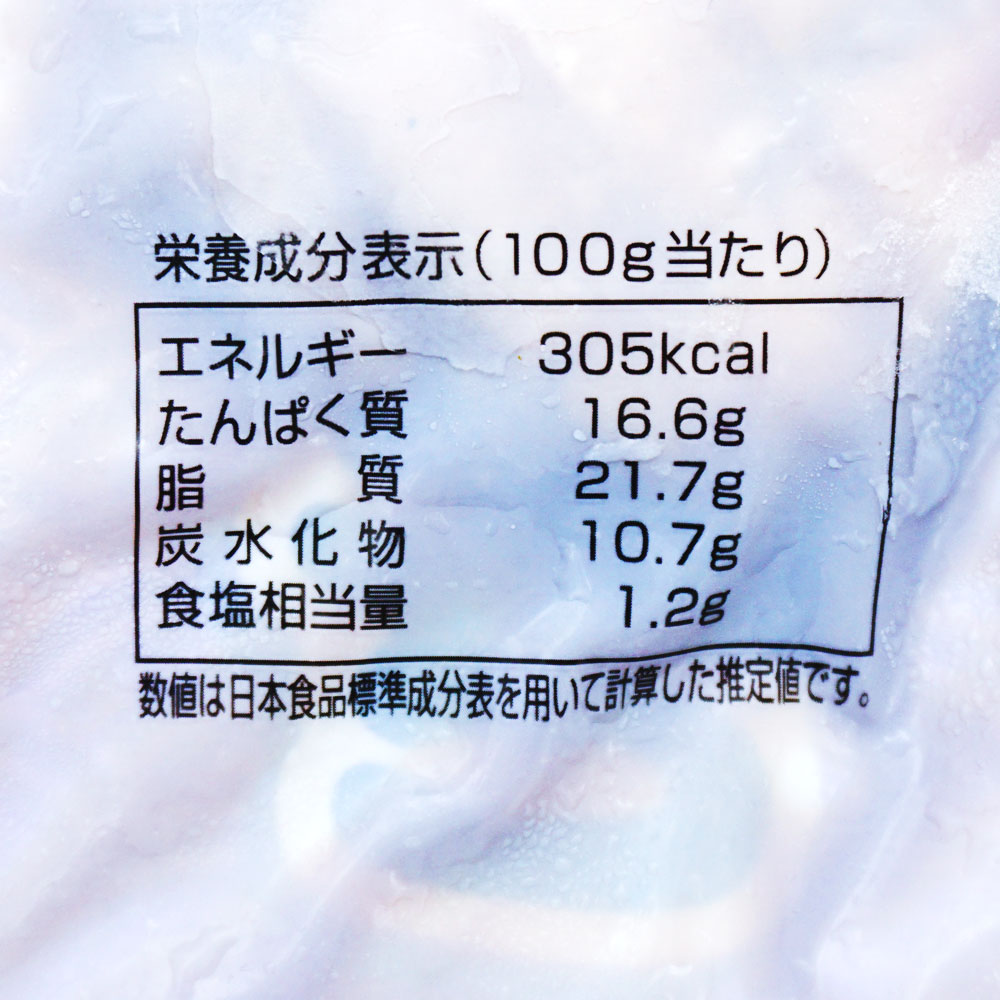 栄養成分表示(100g当たり)
エネルギー 305kcal
たんぱく質 16.6g
脂質 21.7g
炭水化物 10.7g
食塩相当量 1.2g
数値は日本食品標準成分表を用いて計算した推定値です。